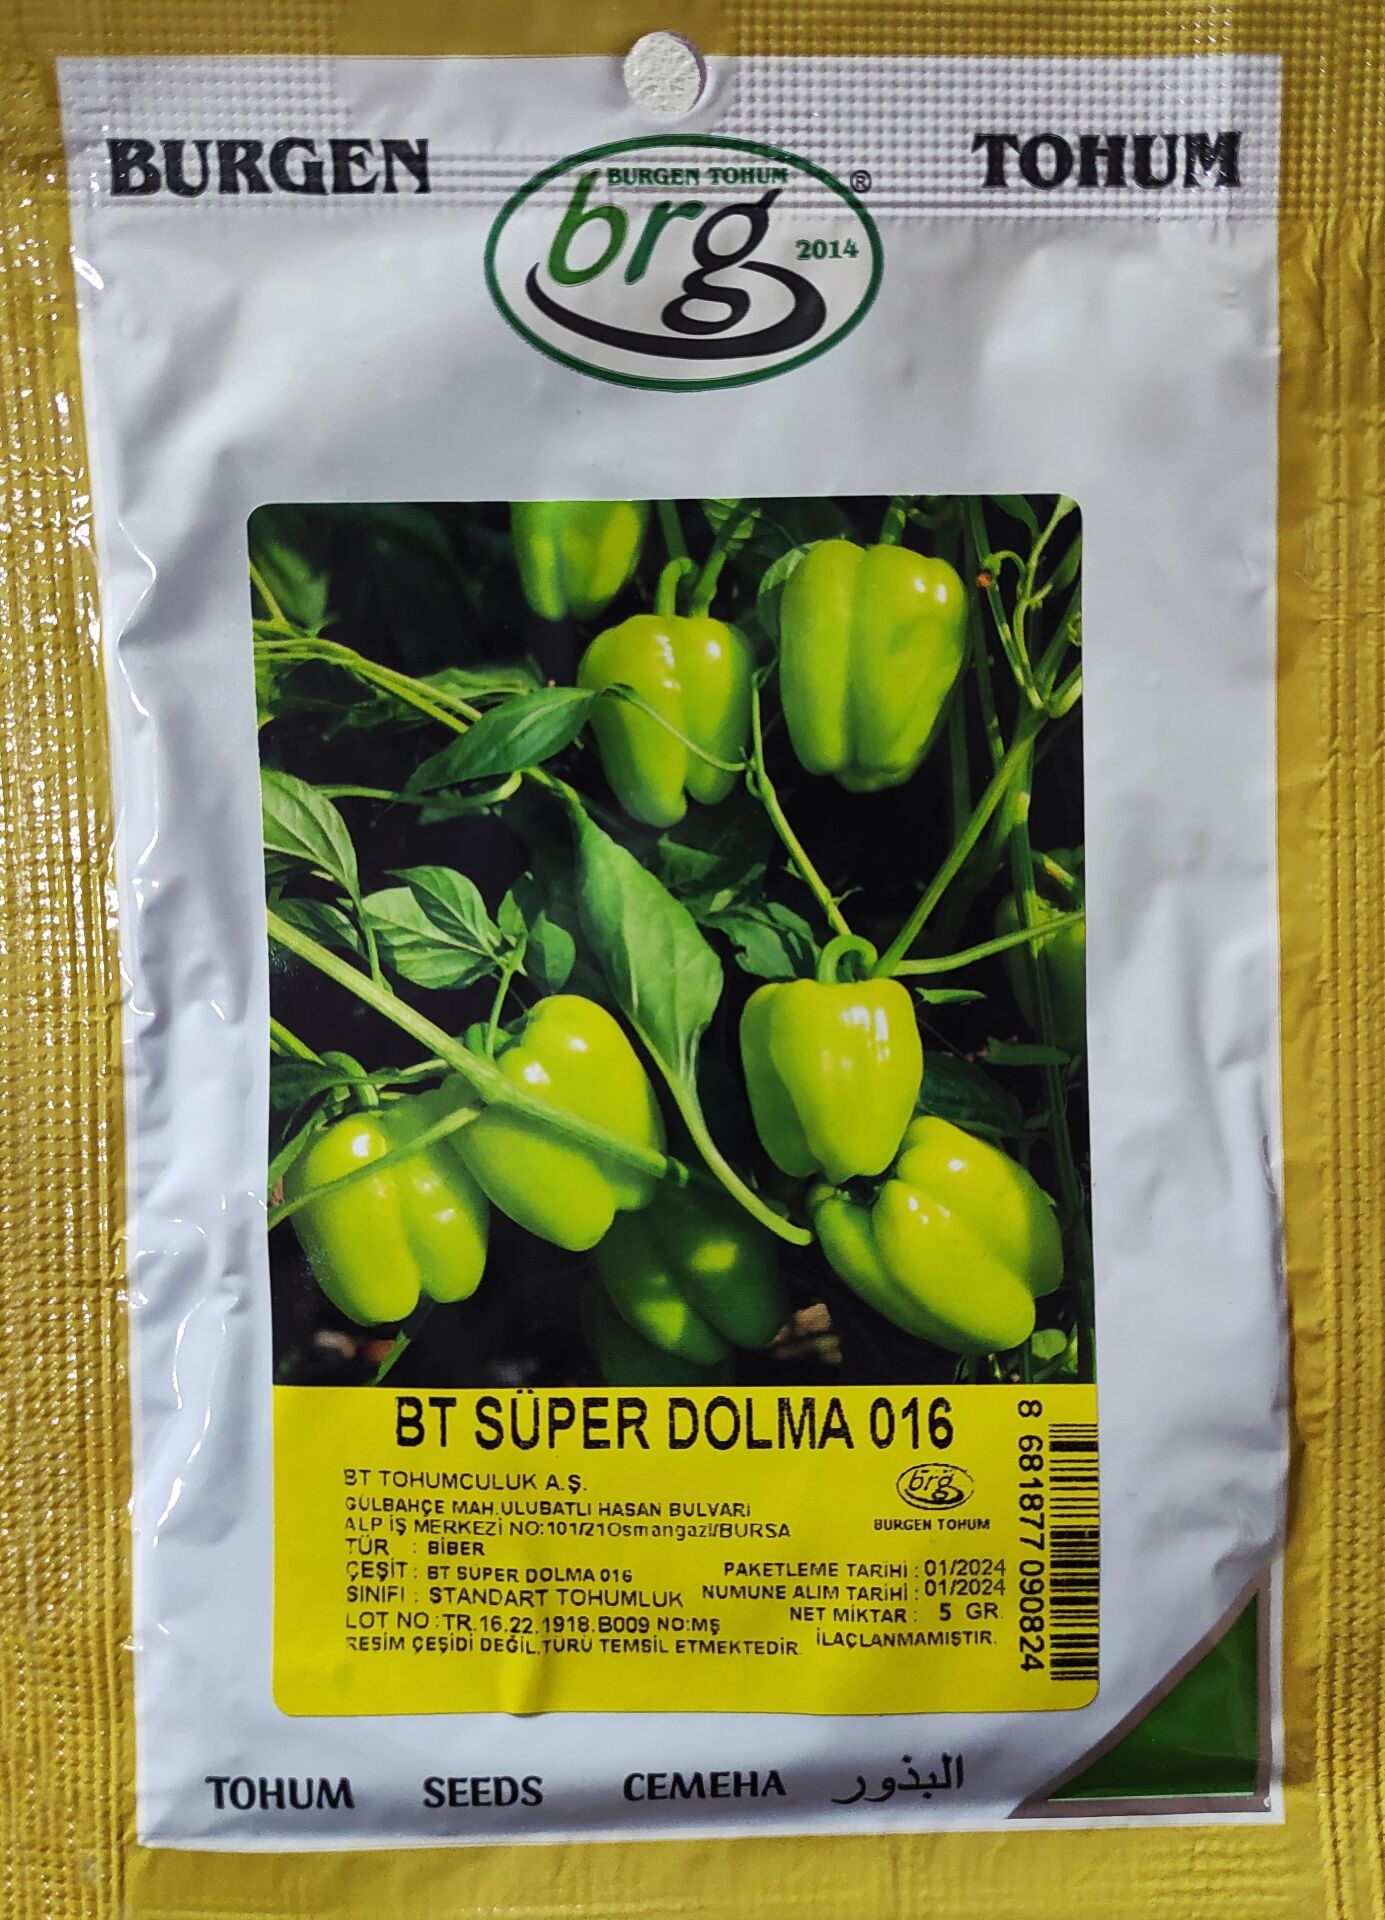 BURGEN
TOHUM
BURGEN TOHUM
brg
®
2014
BT SÜPER DOLMA 016
BT TOHUMCULUK A.Ş.
GÜLBAHÇE MAH.ULUBATLI HASAN BULVARI
ALP İŞ MERKEZİ NO:101/21Osmangazi/BURSA
TÜR : BİBER
ÇEŞİT : BT SÜPER DOLMA 016
SINIFI : STANDART TOHUMLUK
LOT NO :TR.16.22.1918.B009 NO:MŞ
RESİM ÇEŞİDİ DEĞİL,TÜRÜ TEMSİL ETMEKTEDİR
brg
BURGEN TOHUM
PAKETLEME TARİHİ : 01/2024
NUMUNE ALIM TARİHİ : 01/2024
NET MİKTAR : 5 GR.
İLAÇLANMAMIŞTIR.
8 681877 090824
TOHUM SEEDS СЕМЕНА البذور